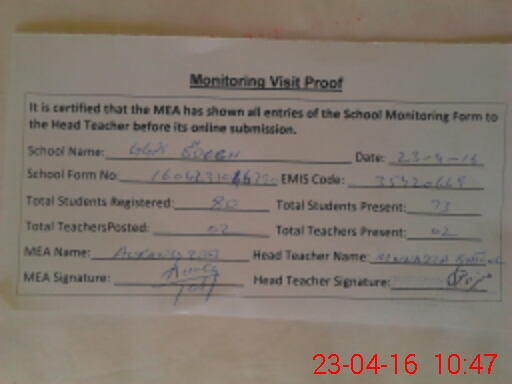 Monitoring Visit Proof
It is certified that the MEA has shown all entries of the School Monitoring Form to
the Head Teacher before its online submission.
School Name: Date: 23-4-16
School Form No: EMIS Code:
Total Students Registered: 80 Total Students Present: 73
Total TeachersPosted: 02 Total Teachers Present: 02
MEA Name: Head Teacher Name:
MEA Signature: Head Teacher Signature:
23-04-16 10:47